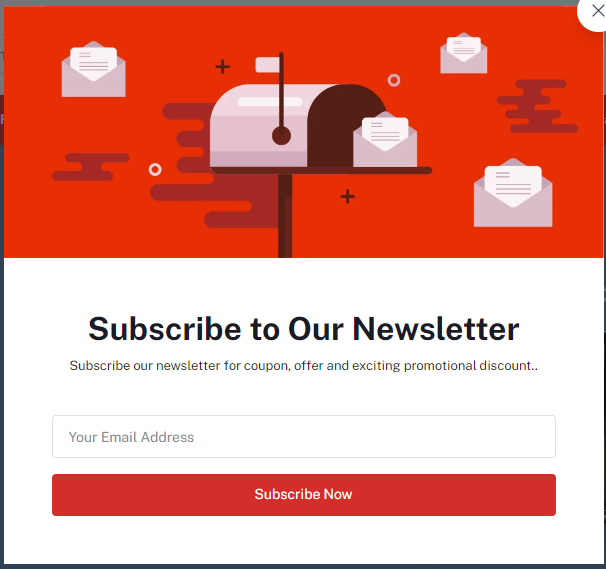 Subscribe to Our Newsletter
Subscribe our newsletter for coupon, offer and exciting promotional discount..
Your Email Address
Subscribe Now